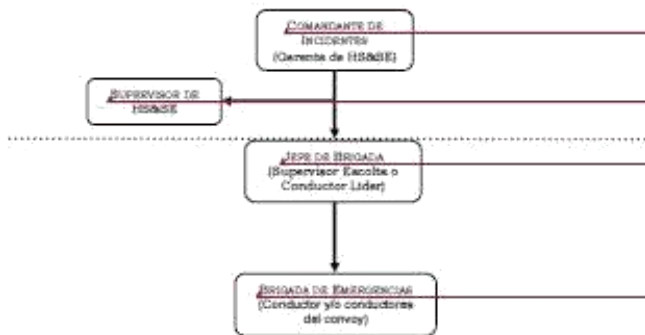 COMANDANTE DE
INCIDENTES
(Gerente de HS&SE)
SUPERVISOR DE
HS&SE
JEFE DE BRIGADA
(Supervisor Escolta o
Conductor Líder)
BRIGADA DE EMERGENCIAS
(Conductor y/o conductores
del convoy)